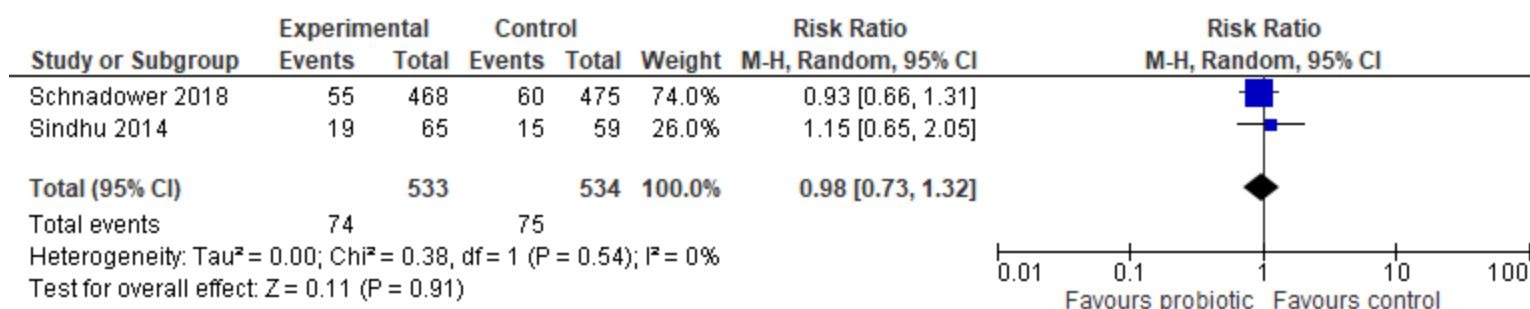 Experimental Control Risk Ratio Risk Ratio
Study or Subgroup Events Total Events Total Weight M-H, Random, 95% CI M-H, Random, 95% CI
Schnadower 2018 55 468 60 475 74.0% 0.93 [0.66, 1.31]
Sindhu 2014 19 65 15 59 26.0% 1.15 [0.65, 2.05]
Total (95% CI) 533 534 100.0% 0.98 [0.73, 1.32]
Total events 74 75
Heterogeneity: Tau² = 0.00; Chi² = 0.38, df = 1 (P = 0.54); I² = 0%
Test for overall effect: Z = 0.11 (P = 0.91)
0.01 0.1 1 10 100
Favours probiotic Favours control